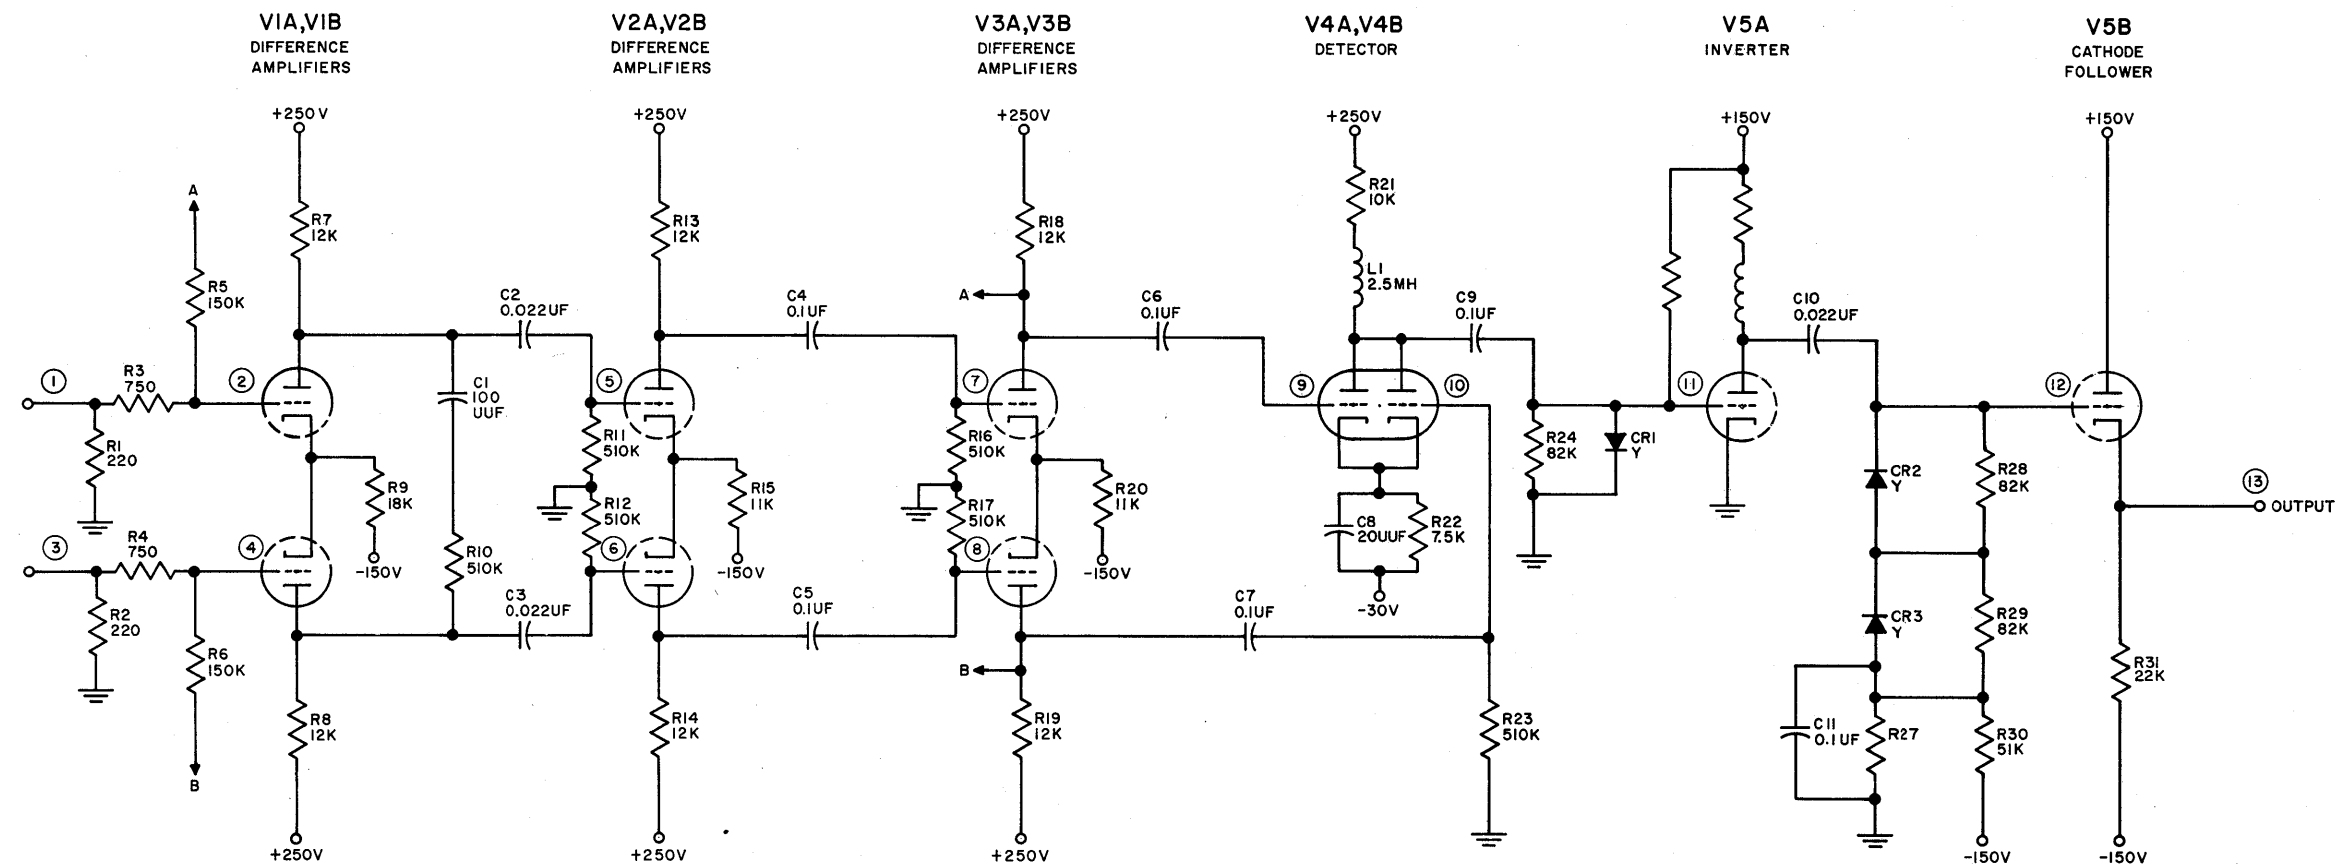 V1A,V1B
DIFFERENCE
AMPLIFIERS
V2A,V2B
DIFFERENCE
AMPLIFIERS
V3A,V3B
DIFFERENCE
AMPLIFIERS
V4A,V4B
DETECTOR
V5A
INVERTER
V5B
CATHODE
FOLLOWER
+250V
+250V
+250V
+250V
+150V
+150V
A
R5
150K
R7
12K
R13
12K
R18
12K
A
R21
10K
L1
2.5MH
C2
0.022UF
C4
0.1UF
C6
0.1UF
C9
0.1UF
C10
0.022UF
1
R3
750
2
C1
100
UUF
5
7
9
10
11
12
R1
220
R9
18K
-150V
R11
510K
R12
510K
R15
11K
-150V
R16
510K
R17
510K
R20
11K
-150V
C8
20UUF
R22
7.5K
-30V
R24
82K
CR1
Y
CR2
Y
R28
82K
13
OUTPUT
3
R4
750
4
R10
510K
6
8
R2
220
C3
0.022UF
C5
0.1UF
C7
0.1UF
CR3
Y
R29
82K
R6
150K
B
R8
12K
R14
12K
B
R19
12K
R23
510K
C11
0.1UF
R27
R30
51K
R31
22K
+250V
+250V
+250V
-150V
-150V